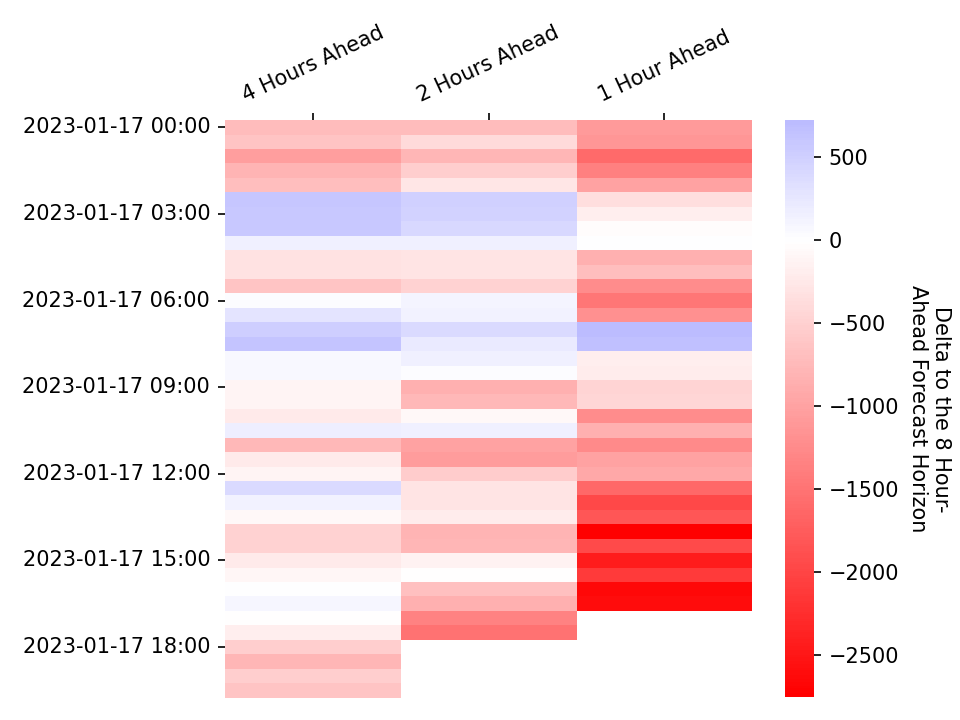 4 Hours Ahead
2 Hours Ahead
1 Hour Ahead
2023-01-17 00:00
2023-01-17 03:00
2023-01-17 06:00
2023-01-17 09:00
2023-01-17 12:00
2023-01-17 15:00
2023-01-17 18:00
500
0
−500
−1000
−1500
−2000
−2500
Delta to the 8 Hour-
Ahead Forecast Horizon